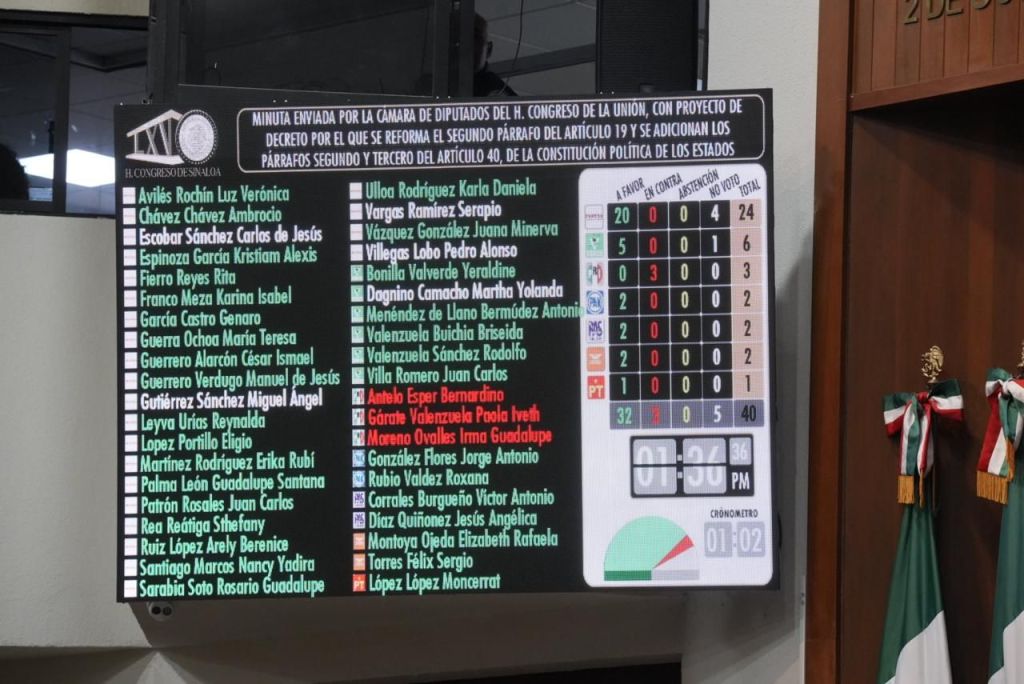 2 DE
LXV
H. CONGRESO DE SINALOA
MINUTA ENVIADA POR LA CÁMARA DE DIPUTADOS DEL H. CONGRESO DE LA UNIÓN, CON PROYECTO DE
DECRETO POR EL QUE SE REFORMA EL SEGUNDO PÁRRAFO DEL ARTÍCULO 19 Y SE ADICIONAN LOS
PÁRRAFOS SEGUNDO Y TERCERO DEL ARTÍCULO 40, DE LA CONSTITUCIÓN POLÍTICA DE LOS ESTADOS
Avilés Rochín Luz Verónica
Chávez Chávez Ambrocio
Escobar Sánchez Carlos de Jesús
Espinoza García Kristiam Alexis
Fierro Reyes Rita
Franco Meza Karina Isabel
García Castro Genaro
Guerra Ochoa María Teresa
Guerrero Alarcón César Ismael
Guerrero Verdugo Manuel de Jesús
Gutiérrez Sánchez Miguel Ángel
Leyva Urías Reynalda
Lopez Portillo Eligio
Martínez Rodríguez Erika Rubí
Palma León Guadalupe Santana
Patrón Rosales Juan Carlos
Rea Reátiga Sthefany
Ruiz López Arely Berenice
Santiago Marcos Nancy Yadira
Sarabia Soto Rosario Guadalupe
Ulloa Rodríguez Karla Daniela
Vargas Ramírez Serapio
Vázquez González Juana Minerva
Villegas Lobo Pedro Alonso
Bonilla Valverde Yeraldine
Dagnino Camacho Martha Yolanda
Menéndez de Llano Bermúdez Antonio
Valenzuela Buichia Briseida
Valenzuela Sánchez Rodolfo
Villa Romero Juan Carlos
Antelo Esper Bernardino
Gárate Valenzuela Paola Iveth
Moreno Ovalles Irma Guadalupe
González Flores Jorge Antonio
Rubio Valdez Roxana
Corrales Burgueño Víctor Antonio
Díaz Quiñonez Jesús Angélica
Montoya Ojeda Elizabeth Rafaela
Torres Félix Sergio
PT López López Moncerrat
A FAVOR EN CONTRA ABSTENCIÓN NO VOTO TOTAL
20 0 0 4 24
5 0 0 1 6
PRI 0 3 0 0 3
PAN 2 0 0 0 2
PAS 2 0 0 0 2
2 0 0 0 2
PT 1 0 0 0 1
32 3 0 5 40
01:36 36 PM
CRÓNOMETRO
01:02